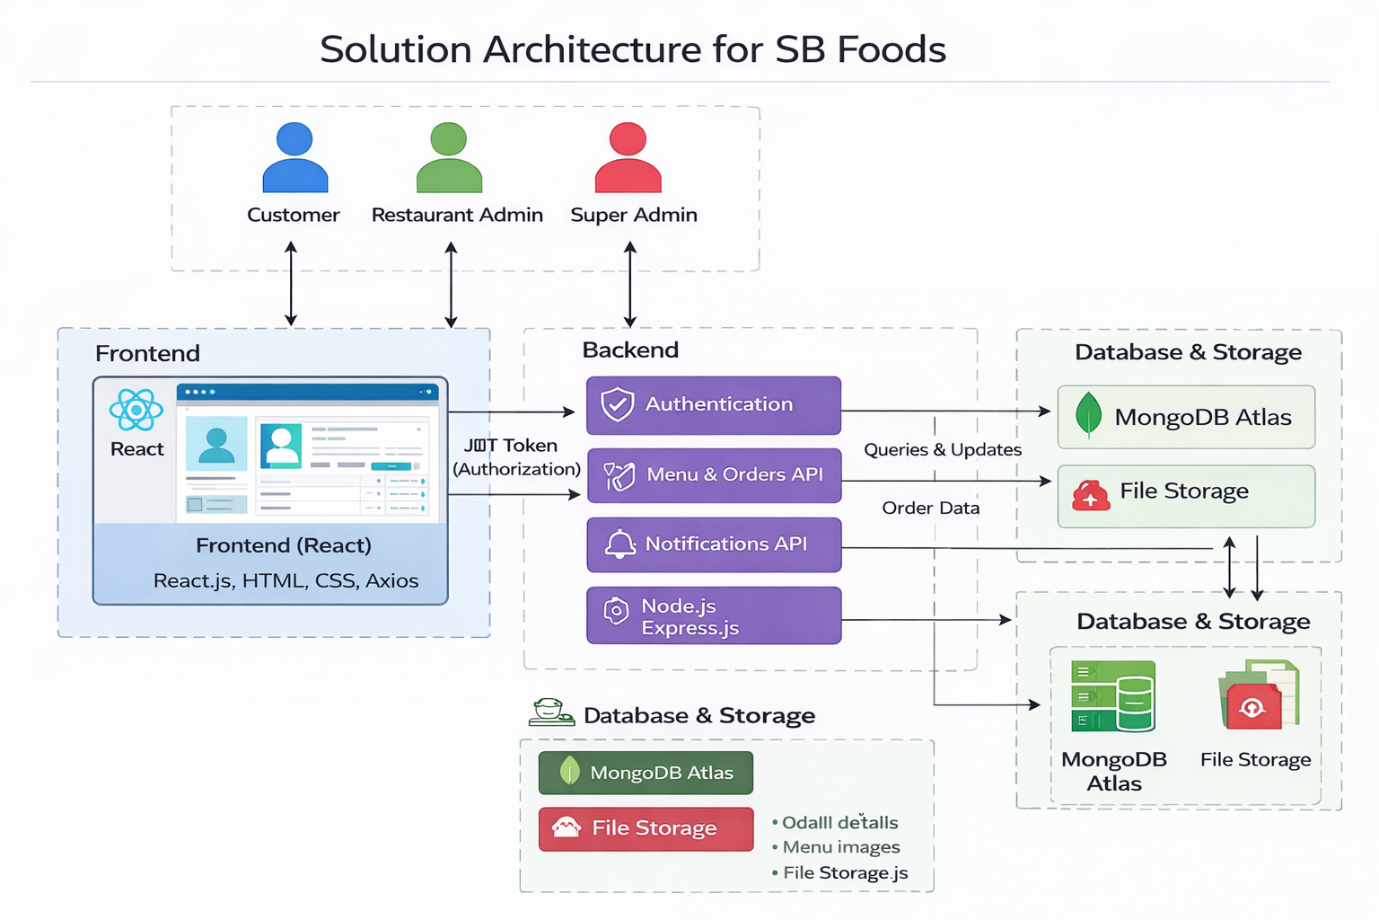 Solution Architecture for SB Foods
Customer
Restaurant Admin
Super Admin
Frontend
React
Frontend (React)
React.js, HTML, CSS, Axios
Token
(Authorization)
Backend
Authentication
Menu & Orders API
Notifications API
Node.js
Express.js
Queries & Updates
Order Data
Database & Storage
MongoDB Atlas
File Storage
Database & Storage
MongoDB
Atlas
File Storage
Database & Storage
MongoDB Atlas
File Storage
• Odalll detalls
• Menu images
• File Storage.js